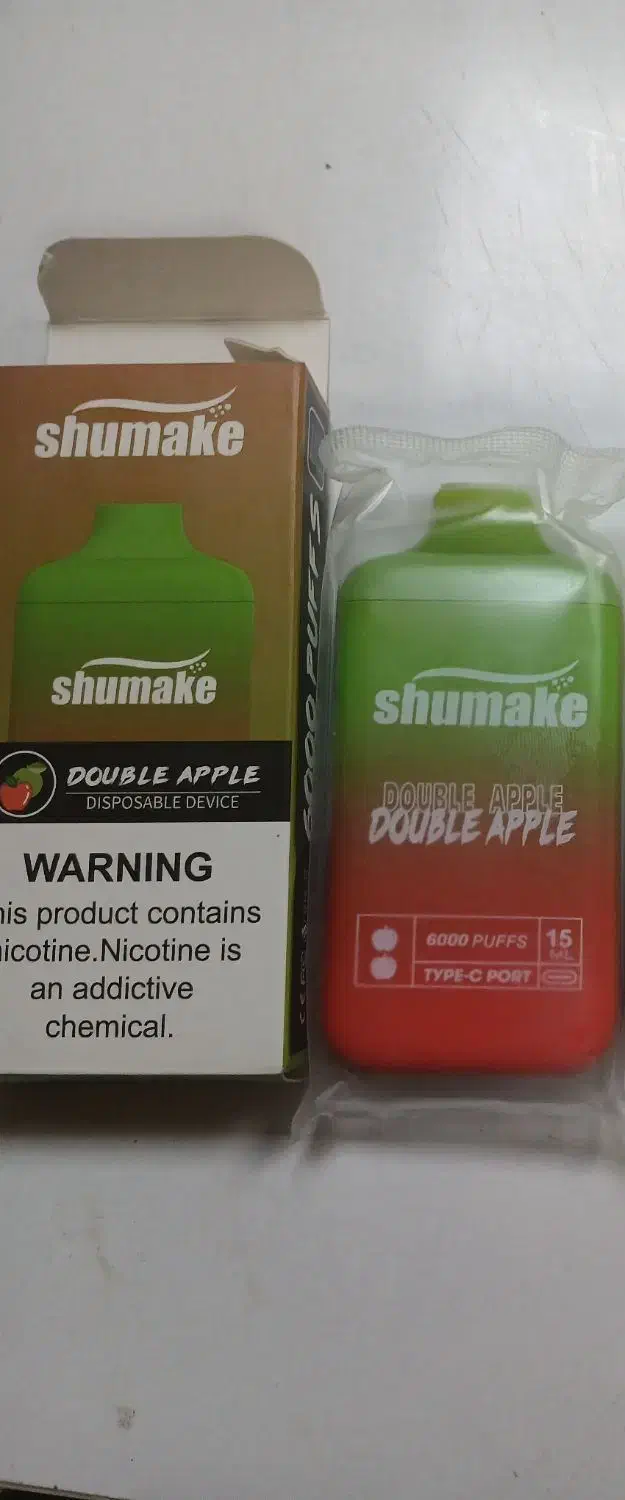 shumake
shumake
DOUBLE APPLE
DISPOSABLE DEVICE
WARNING
his product contains
nicotine.Nicotine is
an addictive
chemical.
6000 PUFFS
shumake
DOUBLE APPLE
DOUBLE APPLE
6000 PUFFS
15
ML
TYPE-C PORT